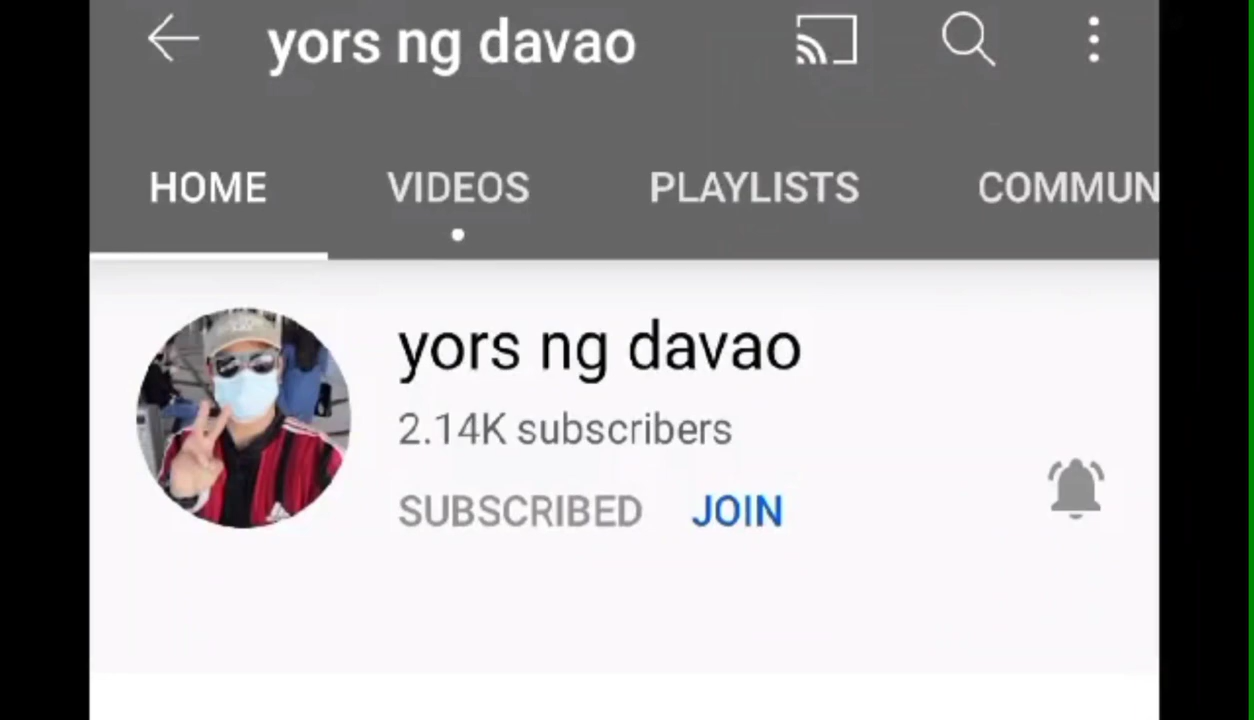 yors ng davao
HOME VIDEOS PLAYLISTS COMMUN
yors ng davao
2.14K subscribers
SUBSCRIBED JOIN